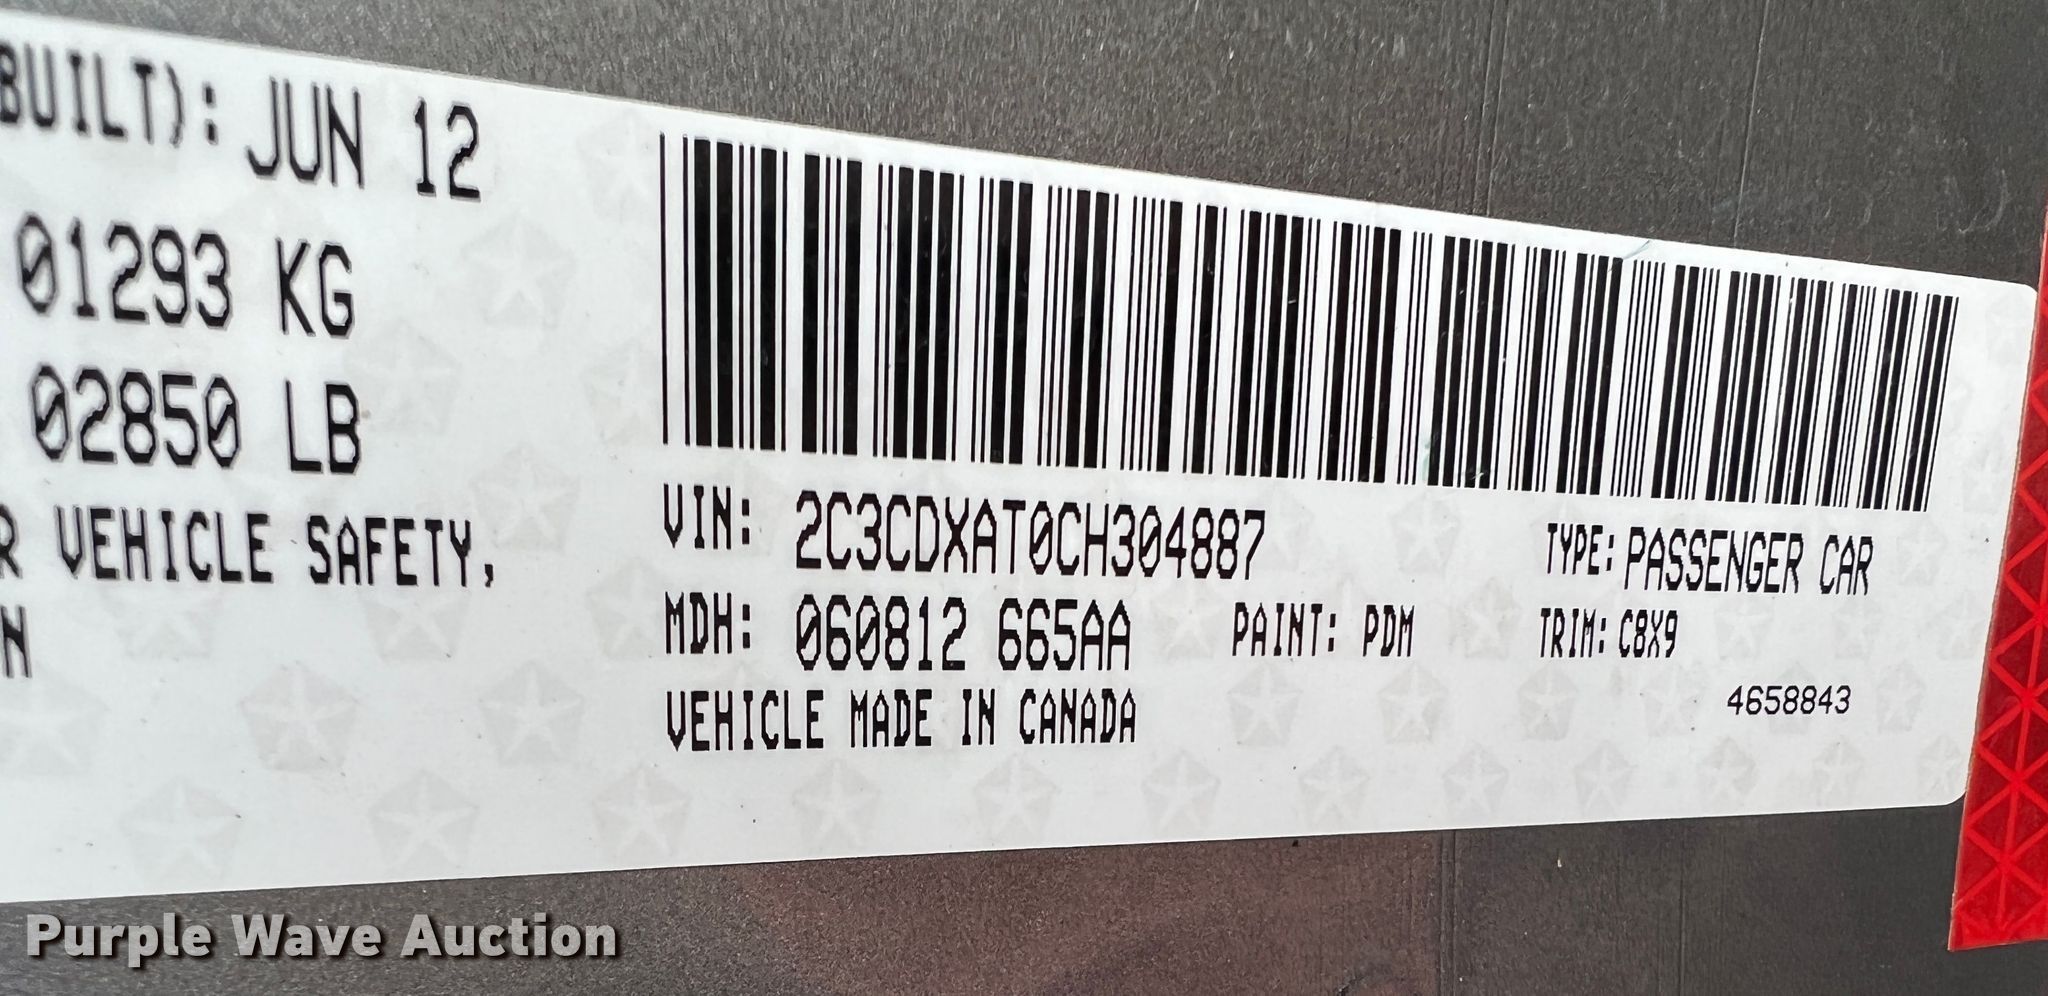 BUILT): JUN 12
01293 KG
02850 LB
R VEHICLE SAFETY,
N
VIN: 2C3CDXAT0CH304887 TYPE: PASSENGER CAR
MDH: 060812 665AA PAINT: PDM TRIM: C8X9
VEHICLE MADE IN CANADA
4658843
Purple Wave Auction